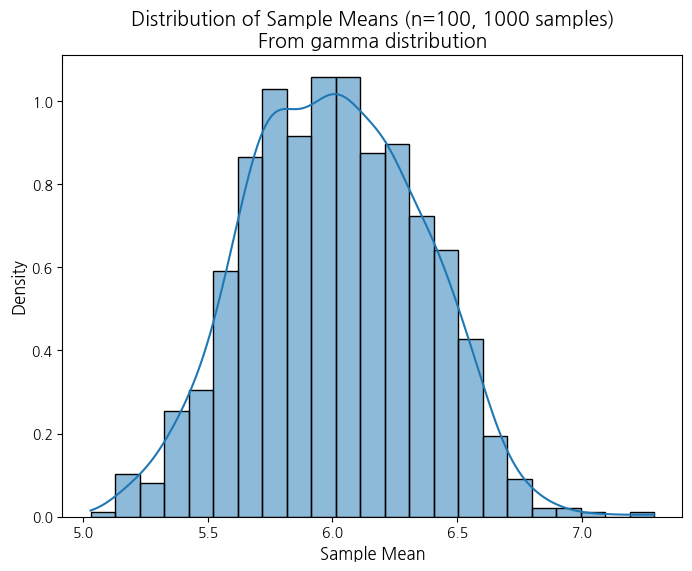 Distribution of Sample Means (n=100, 1000 samples)
From gamma distribution
Density
1.0
0.8
0.6
0.4
0.2
0.0
5.0 5.5 6.0 6.5 7.0
Sample Mean